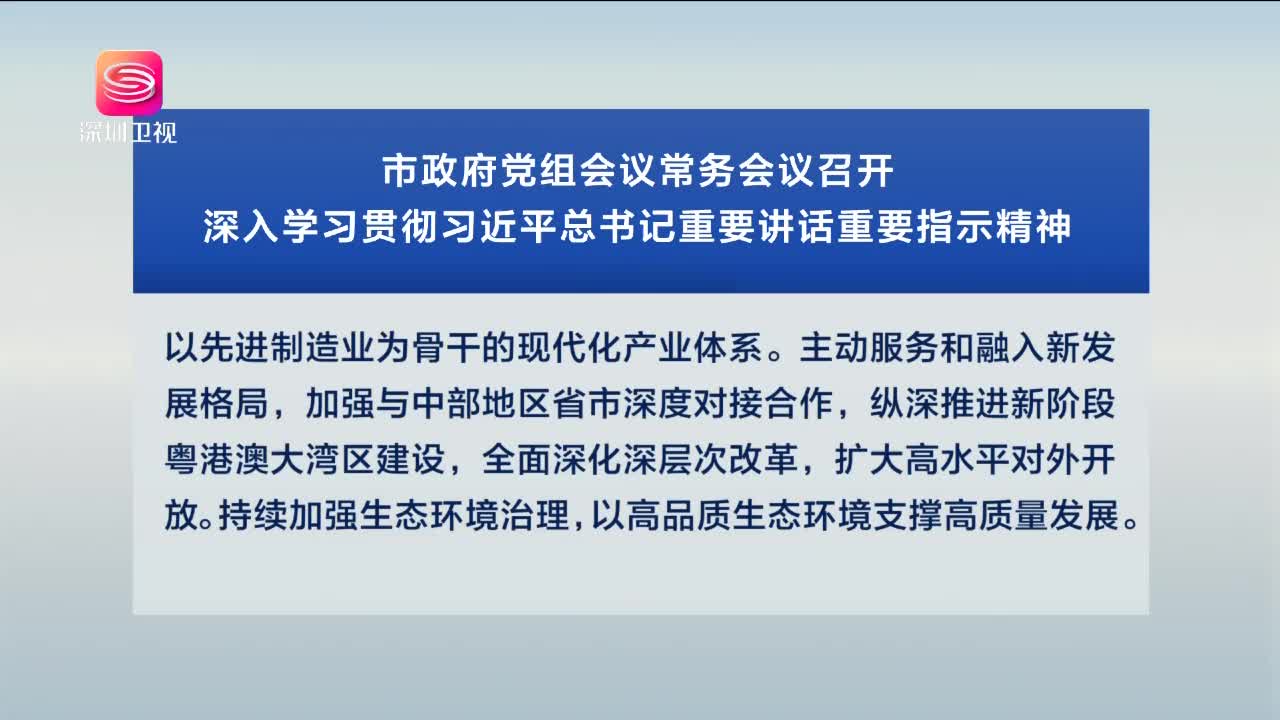 深圳卫视
市政府党组会议常务会议召开
深入学习贯彻习近平总书记重要讲话重要指示精神
以先进制造业为骨干的现代化产业体系。主动服务和融入新发
展格局，加强与中部地区省市深度对接合作，纵深推进新阶段
粤港澳大湾区建设，全面深化深层次改革，扩大高水平对外开
放。持续加强生态环境治理，以高品质生态环境支撑高质量发展。